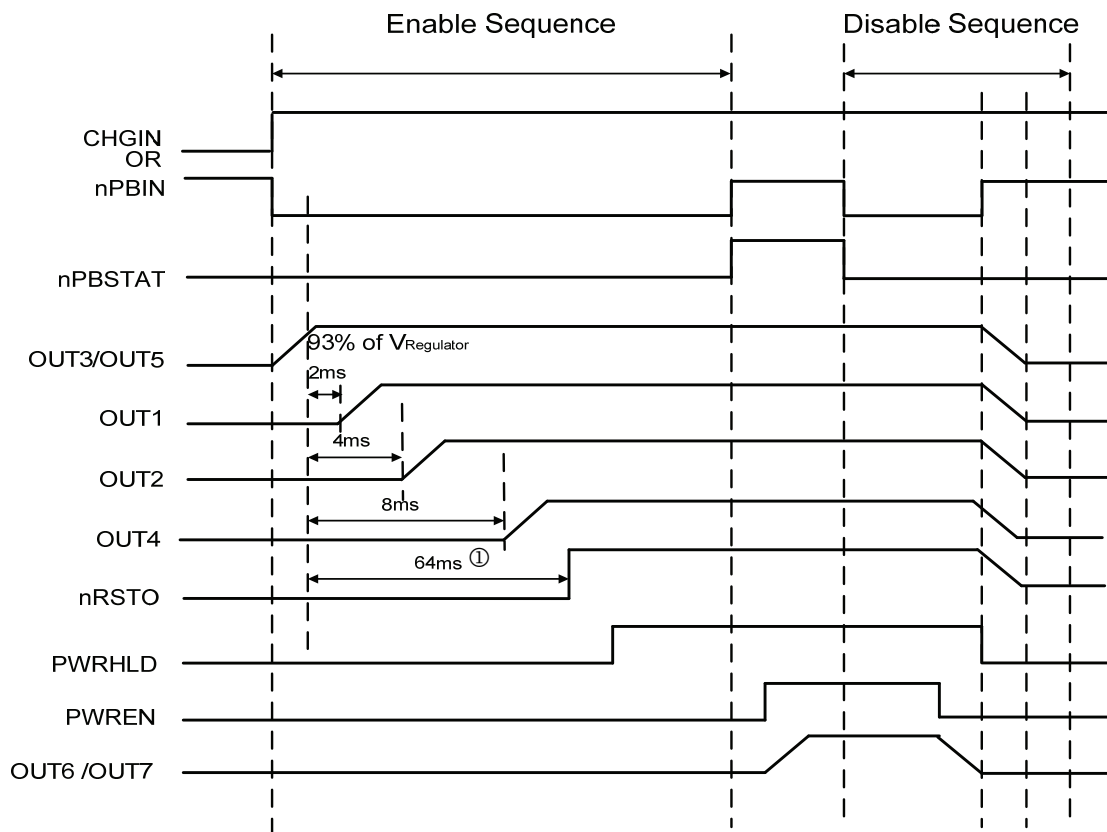 Enable Sequence
Disable Sequence
CHGIN
OR
nPBIN
nPBSTAT
OUT3/OUT5
93% of VRegulator
2ms
OUT1
4ms
OUT2
8ms
OUT4
64ms ①
nRSTO
PWRHLD
PWREN
OUT6 /OUT7